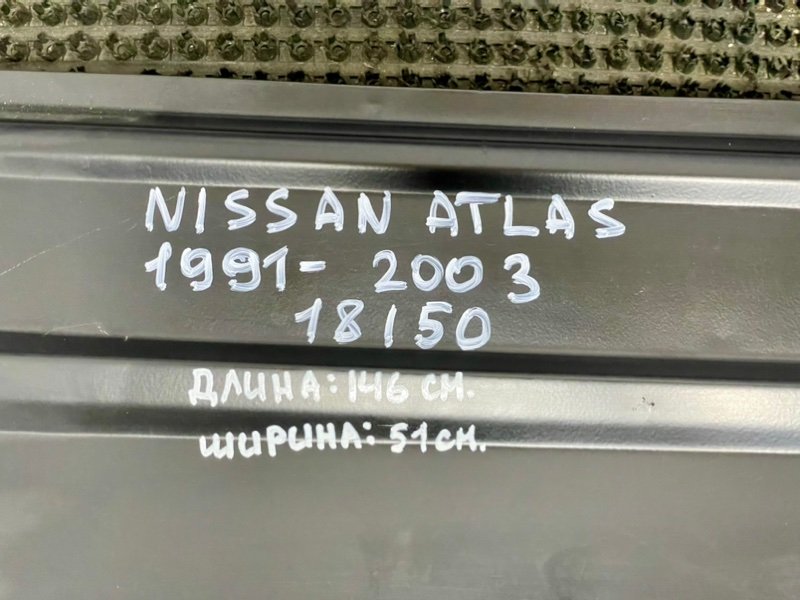 NISSAN ATLAS
1991- 2003
18150
ДЛИНА: 146 СМ.
ШИРИНА: 51 СМ.